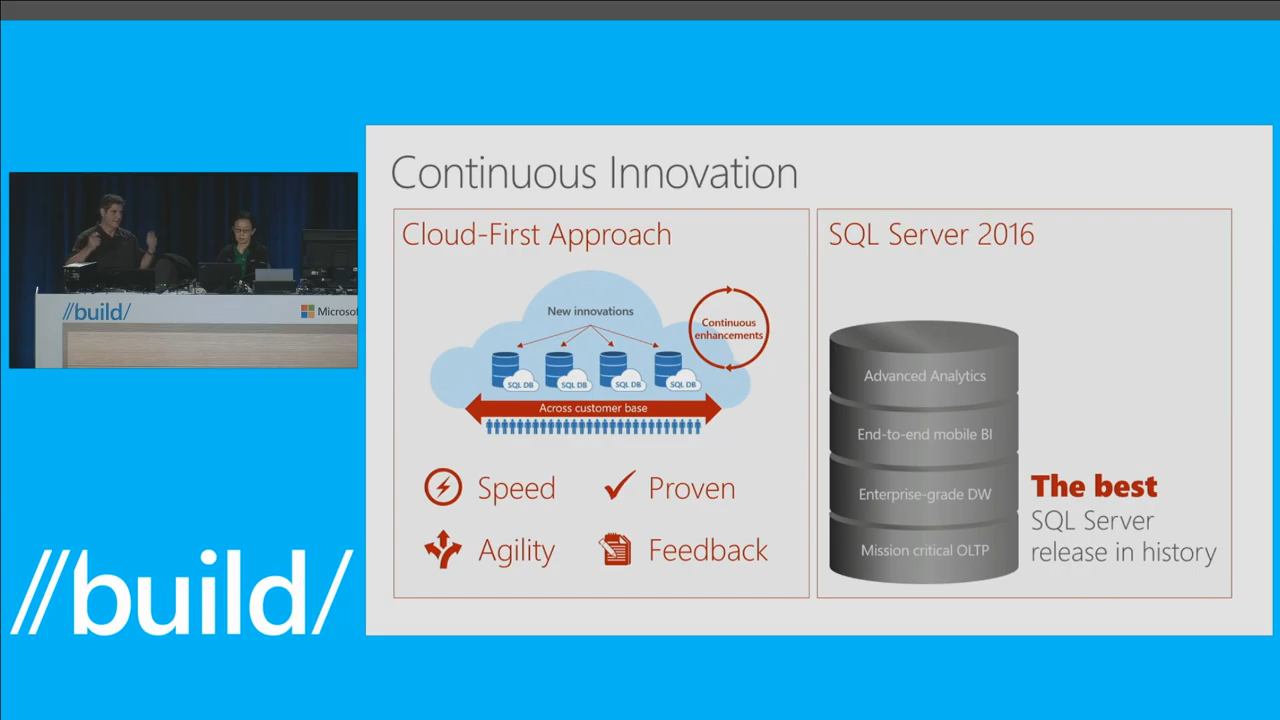 Continuous Innovation
Cloud-First Approach
New innovations
Continuous
enhancements
SQL DB
SQL DB
SQL DB
SQL DB
Across customer base
Speed
Proven
Agility
Feedback
SQL Server 2016
Advanced Analytics
End-to-end mobile BI
Enterprise-grade DW
Mission critical OLTP
The best
SQL Server
release in history
//build/
Microsof
//build/